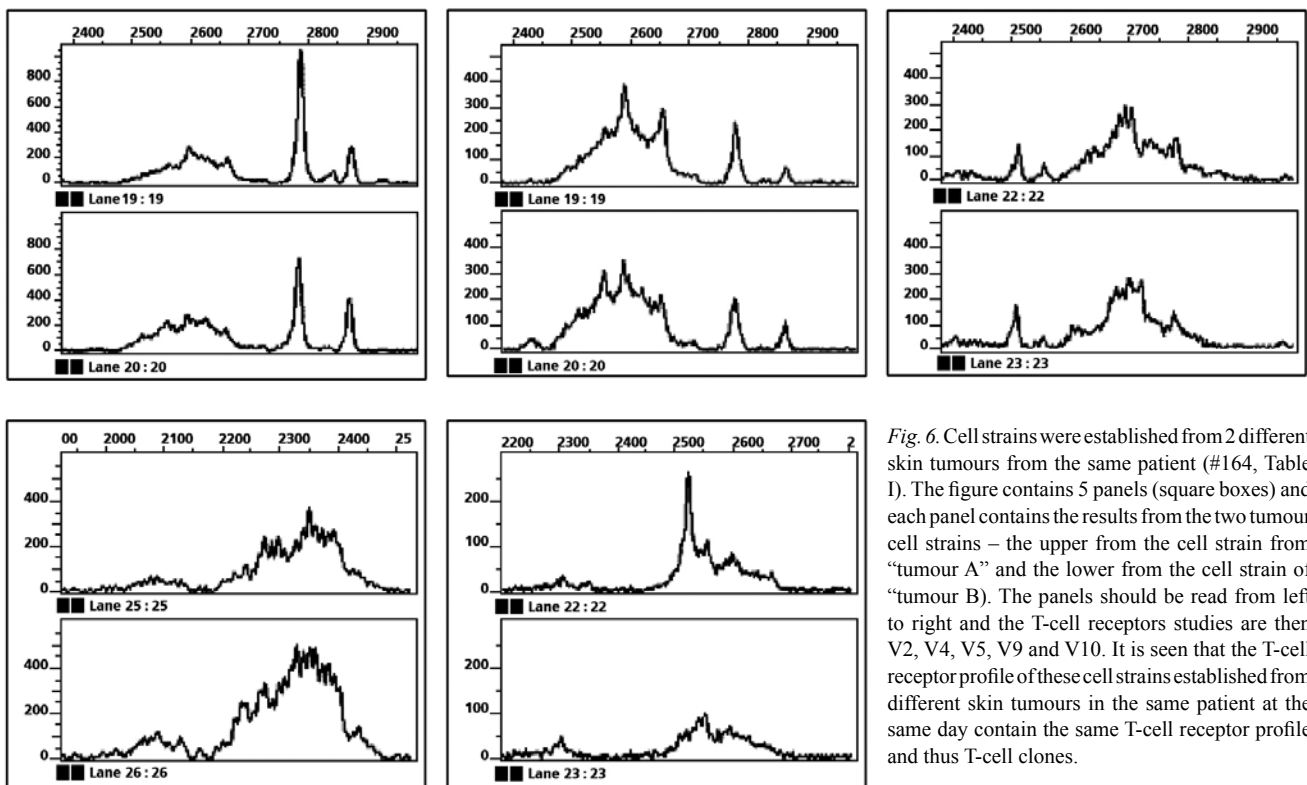 2400 2500 2600 2700 2800 2900
800
600
400
200
0
Lane 19 : 19
800
600
400
200
0
Lane 20 : 20
2400 2500 2600 2700 2800 2900
400
300
200
100
0
Lane 19 : 19
400
300
200
100
0
Lane 20 : 20
2400 2500 2600 2700 2800 2900
400
300
200
100
0
Lane 22 : 22
400
300
200
100
0
Lane 23 : 23
00 2000 2100 2200 2300 2400 25
400
200
0
Lane 25 : 25
400
200
0
Lane 26 : 26
2200 2300 2400 2500 2600 2700 2
300
200
100
0
Lane 22 : 22
300
200
100
0
Lane 23 : 23
Fig. 6. Cell strains were established from 2 different
skin tumours from the same patient (#164, Table
I). The figure contains 5 panels (square boxes) and
each panel contains the results from the two tumour
cell strains – the upper from the cell strain from
“tumour A” and the lower from the cell strain of
“tumour B). The panels should be read from left
to right and the T-cell receptors studies are then
V2, V4, V5, V9 and V10. It is seen that the T-cell
receptor profile of these cell strains established from
different skin tumours in the same patient at the
same day contain the same T-cell receptor profile
and thus T-cell clones.